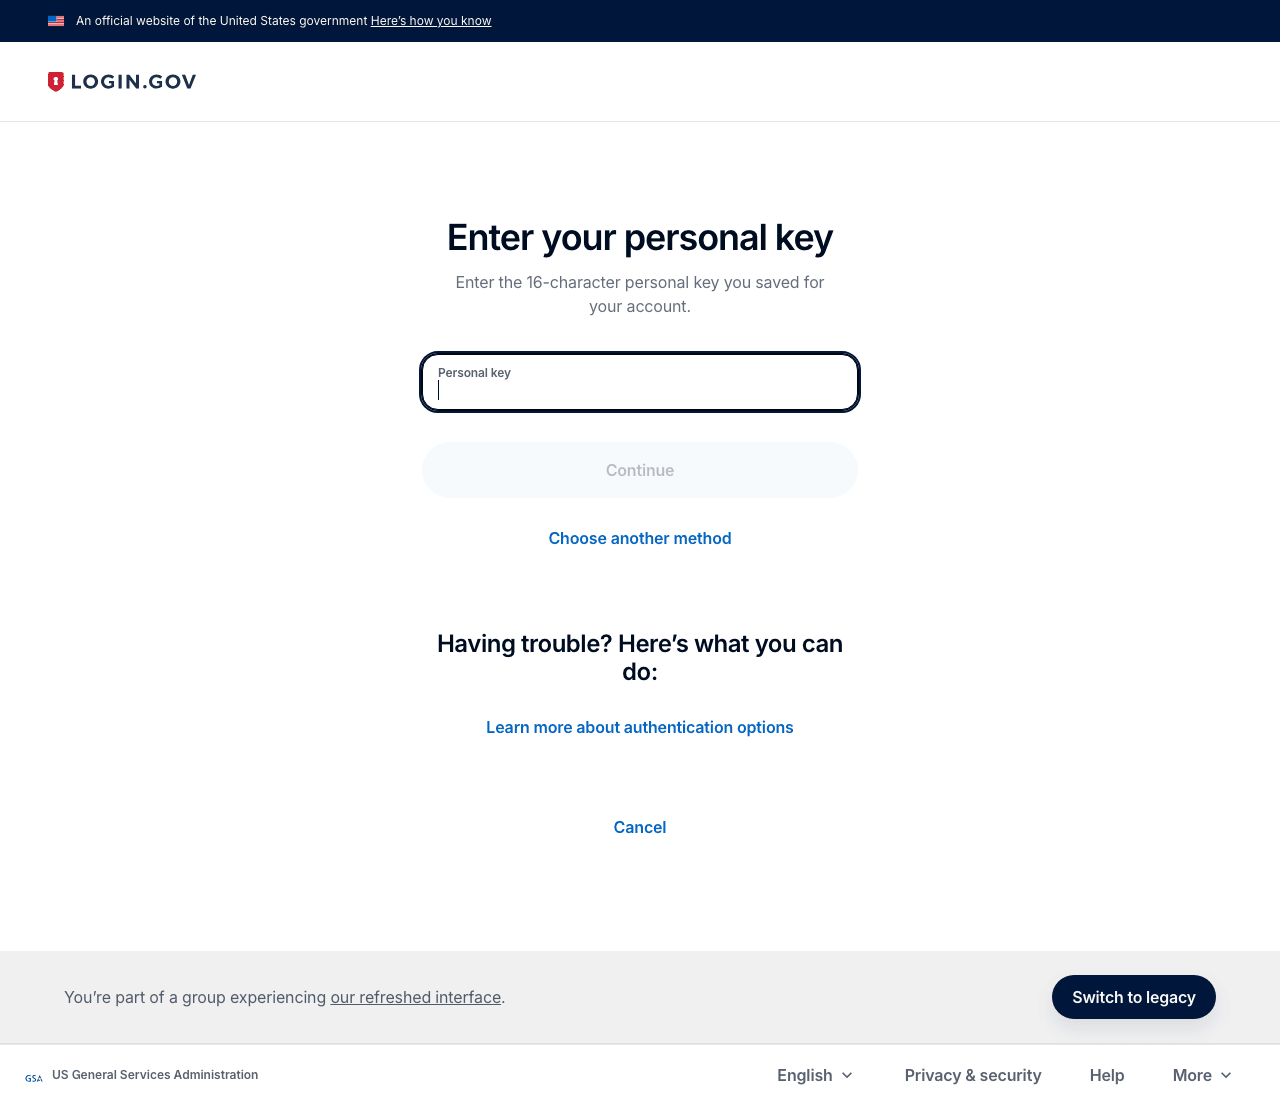 An official website of the United States government Here’s how you know
LOGIN.GOV
Enter your personal key
Enter the 16-character personal key you saved for
your account.
Personal key
Continue
Choose another method
Having trouble? Here’s what you can
do:
Learn more about authentication options
Cancel
You’re part of a group experiencing our refreshed interface.
Switch to legacy
GSA US General Services Administration
English
Privacy & security
Help
More